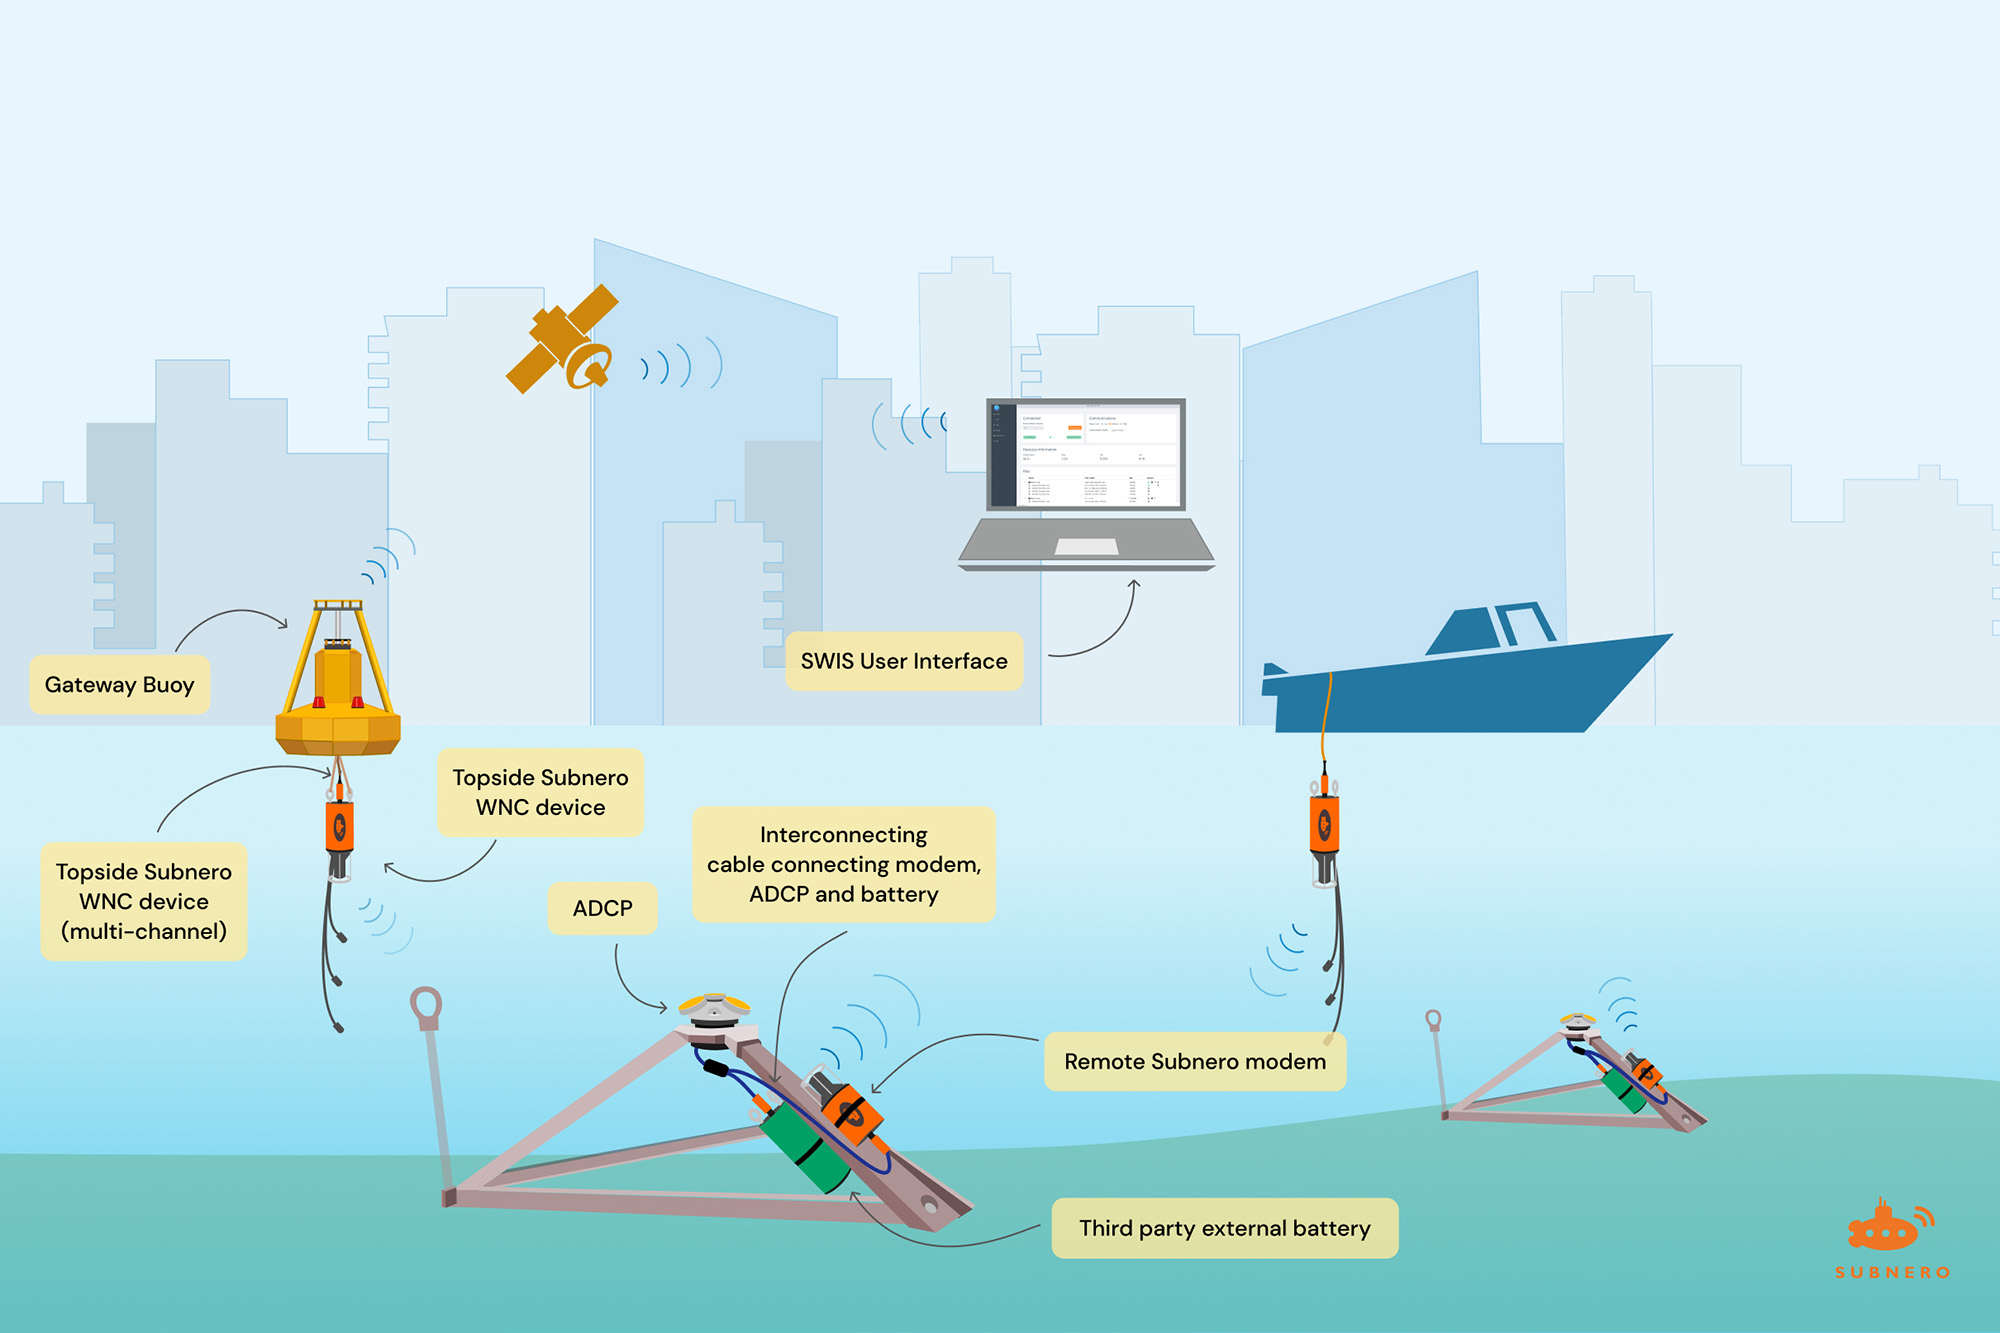 SWIS User Interface
Gateway Buoy
Topside Subnero
WNC device
Interconnecting
cable connecting modem,
ADCP and battery
Topside Subnero
WNC device
(multi-channel)
ADCP
Remote Subnero modem
Third party external battery
SUBNERO